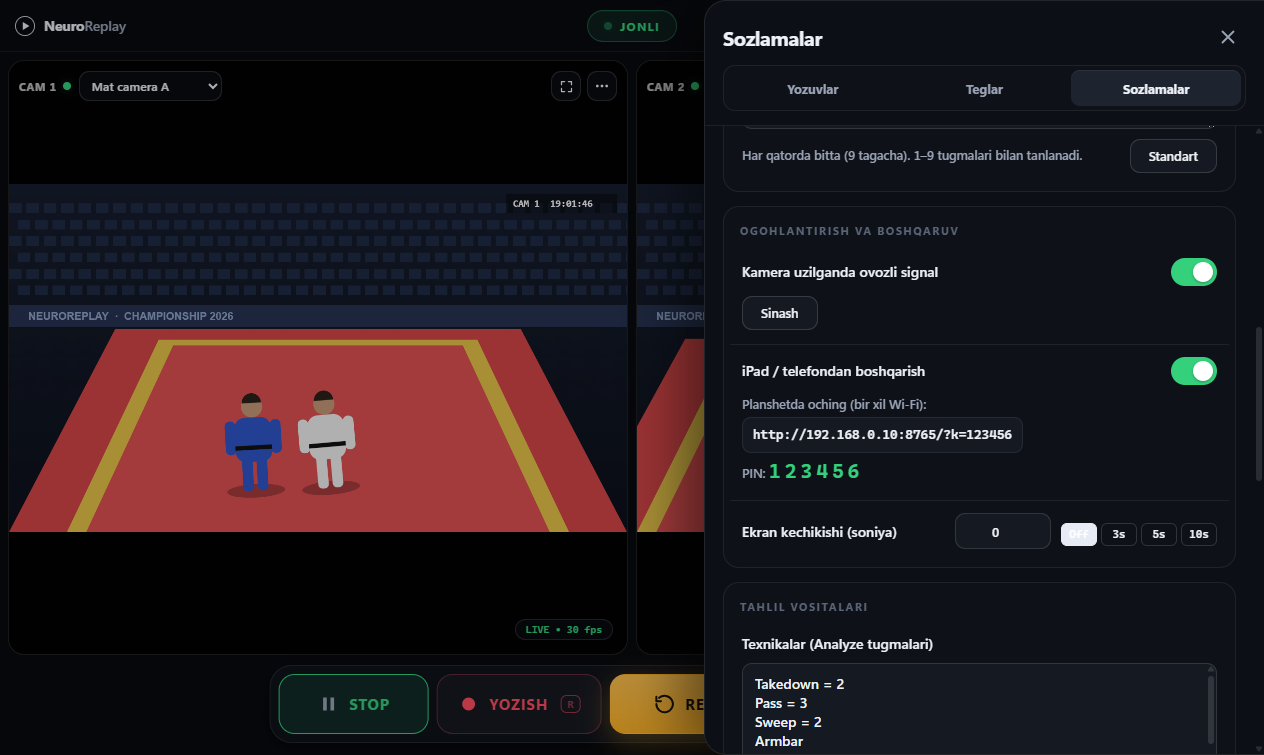 NeuroReplay
JONLI
CAM 1
Mat camera A
CAM 2
CAM 1 19:01:46
NEUROREPLAY · CHAMPIONSHIP 2026
NEUROR
LIVE • 30 fps
STOP
YOZISH R
RE
Sozlamalar
Yozuvlar
Teglar
Sozlamalar
Har qatorda bitta (9 tagacha). 1–9 tugmalari bilan tanlanadi.
Standart
OGOHLANTIRISH VA BOSHQARUV
Kamera uzilganda ovozli signal
Sinash
iPad / telefondan boshqarish
Planshetda oching (bir xil Wi-Fi):
http://192.168.0.10:8765/?k=123456
PIN: 123456
Ekran kechikishi (soniya)
0
Off
3s
5s
10s
TAHLIL VOSITALARI
Texnikalar (Analyze tugmalari)
Takedown = 2
Pass = 3
Sweep = 2
Armbar